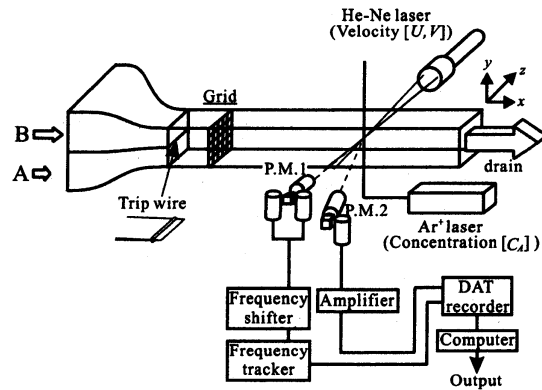 He-Ne laser
(Velocity [U,V])
y
z
x
Grid
B
A
drain
P.M.1
Trip wire
P.M.2
Ar+ laser
(Concentration [C_A])
Frequency
shifter
Amplifier
DAT
recorder
Frequency
tracker
Computer
Output